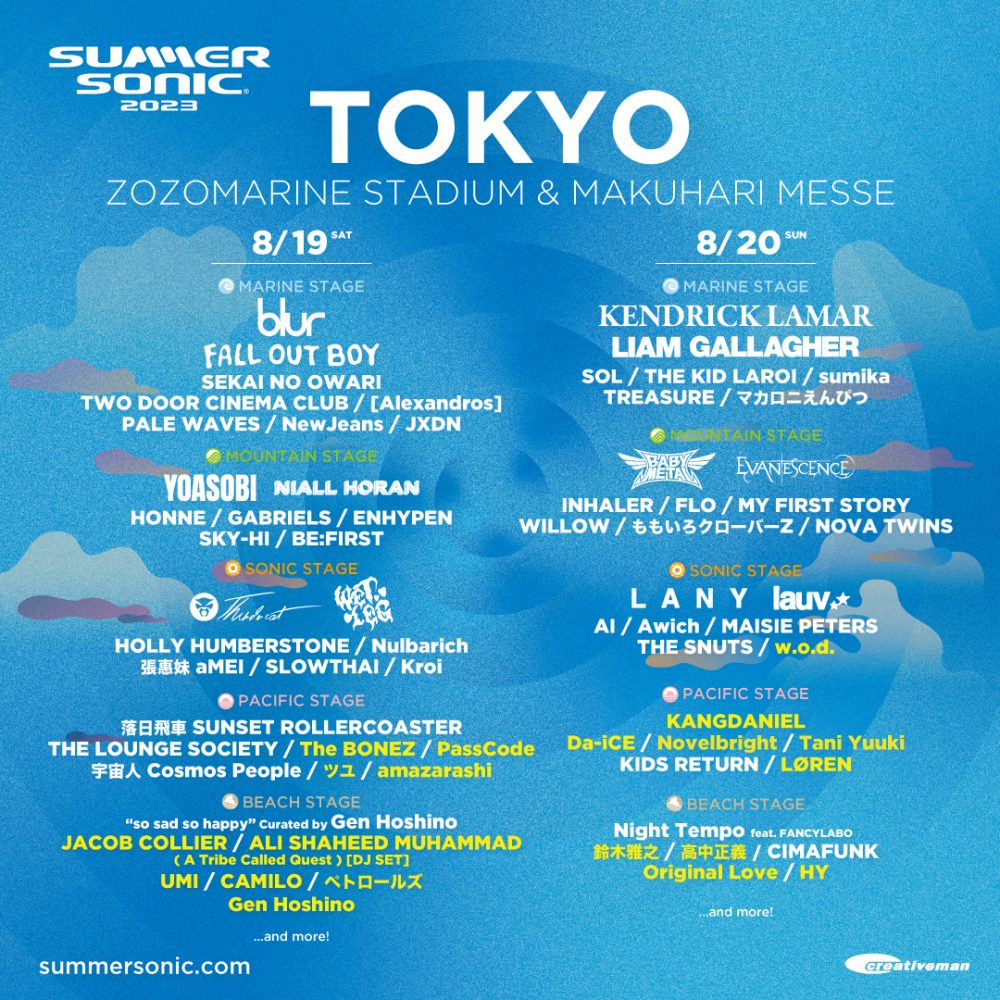 SUMMER
SONIC®
2023
TOKYO
ZOZOMARINE STADIUM & MAKUHARI MESSE
8/19 SAT
MARINE STAGE
blur
FALL OUT BOY
SEKAI NO OWARI
TWO DOOR CINEMA CLUB / [Alexandros]
PALE WAVES / NewJeans / JXDN
MOUNTAIN STAGE
YOASOBI NIALL HORAN
HONNE / GABRIELS / ENHYPEN
SKY-HI / BE:FIRST
SONIC STAGE
Thundercat WET LEG
HOLLY HUMBERSTONE / Nulbarich
張惠妹 aMEI / SLOWTHAI / Kroi
PACIFIC STAGE
落日飛車 SUNSET ROLLERCOASTER
THE LOUNGE SOCIETY / The BONEZ / PassCode
宇宙人 Cosmos People / ツユ / amazarashi
BEACH STAGE
“so sad so happy” Curated by Gen Hoshino
JACOB COLLIER / ALI SHAHEED MUHAMMAD
( A Tribe Called Quest ) [DJ SET]
UMI / CAMILO / ペトロールズ
Gen Hoshino
...and more!
8/20 SUN
MARINE STAGE
KENDRICK LAMAR
LIAM GALLAGHER
SOL / THE KID LAROI / sumika
TREASURE / マカロニえんぴつ
MOUNTAIN STAGE
BABYMETAL EVANESCENCE
INHALER / FLO / MY FIRST STORY
WILLOW / ももいろクローバーZ / NOVA TWINS
SONIC STAGE
LANY lauv
AI / Awich / MAISIE PETERS
THE SNUTS / w.o.d.
PACIFIC STAGE
KANGDANIEL
Da-iCE / Novelbright / Tani Yuuki
KIDS RETURN / LØREN
BEACH STAGE
Night Tempo feat. FANCYLABO
鈴木雅之 / 高中正義 / CIMAFUNK
Original Love / HY
...and more!
summersonic.com
creativeman